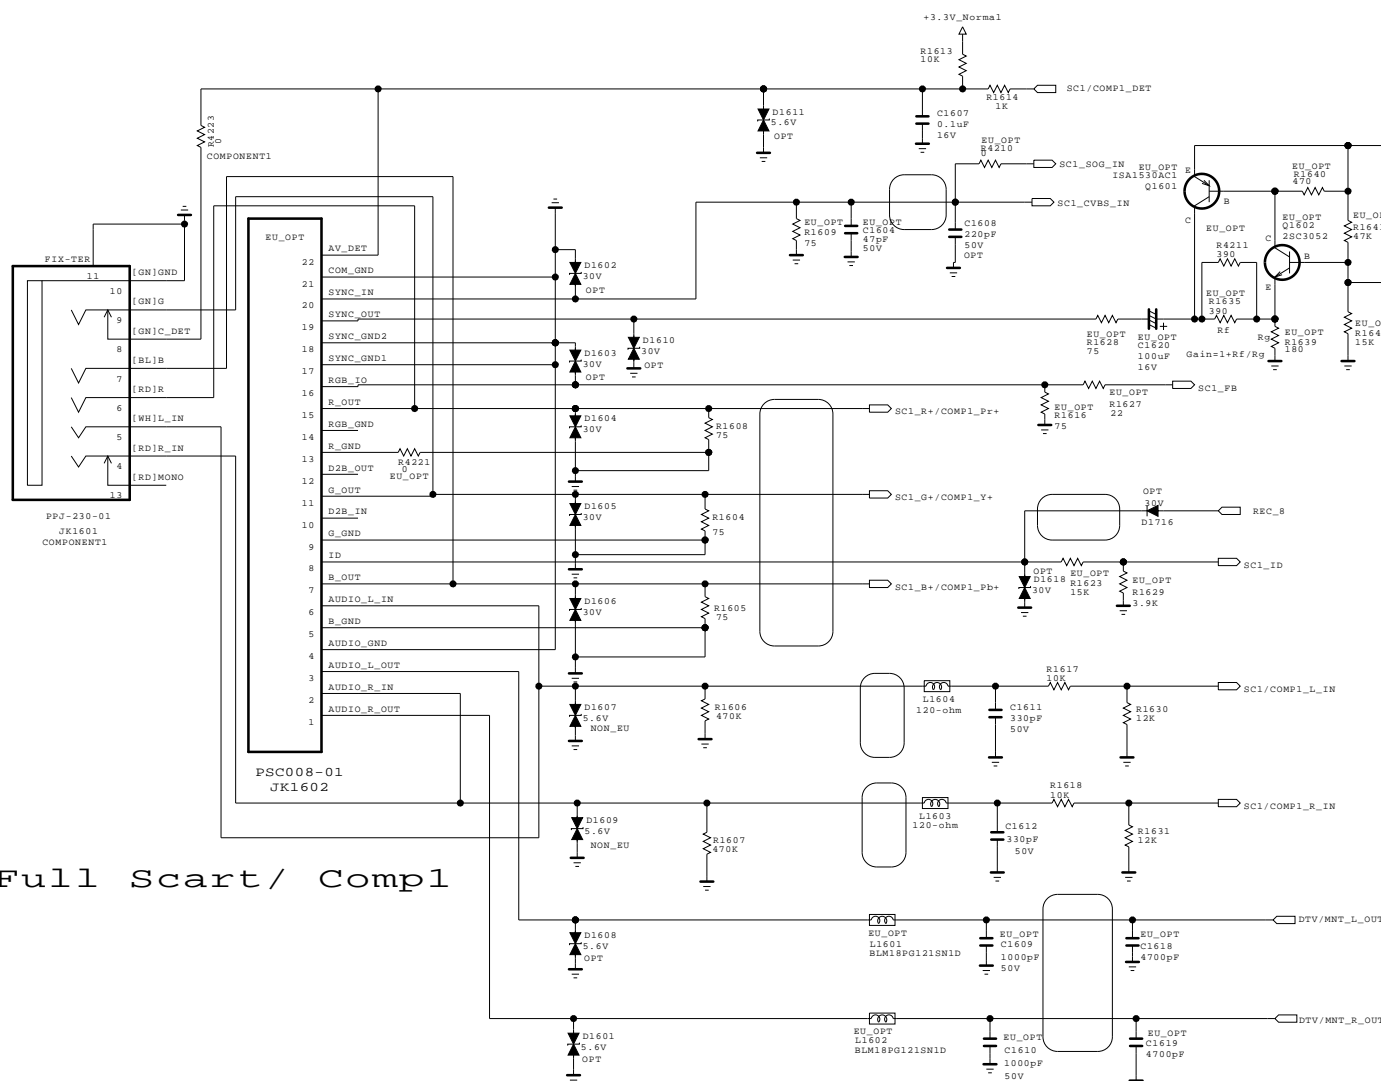 +3.3V_Normal
R1613
10K
R1614
1K
SC1/COMP1_DET
D1611
5.6V
OPT
C1607
0.1uF
16V
R4223
0
COMPONENT1
EU_OPT
R4210
0
SC1_SOG_IN
SC1_CVBS_IN
EU_OPT
R1609
75
EU_OPT
C1604
47pF
50V
C1608
220pF
50V
OPT
EU_OPT
ISA1530AC1
Q1601
E
B
C
EU_OPT
R1640
470
EU_OPT
Q1602
2SC3052
C
B
E
47K
EU_OPT
R4211
390
EU_OPT
R1635
390
Rf
Rg
EU_OPT
R1639
180
15K
Gain=1+Rf/Rg
EU_OPT
R1628
75
EU_OPT
C1620
100uF
16V
+
FIX-TER
11
[GN]GND
10
[GN]G
9
[GN]C_DET
8
[BL]B
7
[RD]R
6
[WH]L_IN
5
[RD]R_IN
4
[RD]MONO
13
PPJ-230-01
JK1601
COMPONENT1
EU_OPT
AV_DET
22
COM_GND
21
SYNC_IN
20
SYNC_OUT
19
SYNC_GND2
18
SYNC_GND1
17
RGB_IO
16
R_OUT
15
RGB_GND
14
R_GND
13
D2B_OUT
12
G_OUT
11
D2B_IN
10
G_GND
9
ID
8
B_OUT
7
AUDIO_L_IN
6
B_GND
5
AUDIO_GND
4
AUDIO_L_OUT
3
AUDIO_R_IN
2
AUDIO_R_OUT
1
PSC008-01
JK1602
R4221
0
EU_OPT
D1602
30V
OPT
D1603
30V
OPT
D1610
30V
OPT
EU_OPT
R1616
75
EU_OPT
R1627
22
SC1_FB
D1604
30V
R1608
75
SC1_R+/COMP1_Pr+
D1605
30V
R1604
75
SC1_G+/COMP1_Y+
D1606
30V
R1605
75
SC1_B+/COMP1_Pb+
OPT
30V
D1716
REC_8
OPT
D1618
30V
EU_OPT
R1623
15K
EU_OPT
R1629
3.9K
SC1_ID
D1607
5.6V
NON_EU
R1606
470K
L1604
120-ohm
C1611
330pF
50V
R1617
10K
R1630
12K
SC1/COMP1_L_IN
D1609
5.6V
NON_EU
R1607
470K
L1603
120-ohm
C1612
330pF
50V
R1618
10K
R1631
12K
SC1/COMP1_R_IN
Full Scart/ Comp1
D1608
5.6V
OPT
EU_OPT
L1601
BLM18PG121SN1D
EU_OPT
C1609
1000pF
50V
EU_OPT
C1618
4700pF
DTV/MNT_L_OUT
D1601
5.6V
OPT
EU_OPT
L1602
BLM18PG121SN1D
EU_OPT
C1610
1000pF
50V
EU_OPT
C1619
4700pF
DTV/MNT_R_OUT